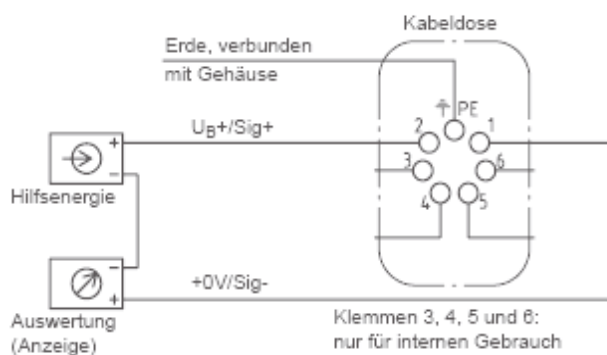 Kabeldose
Erde, verbunden
mit Gehäuse
PE
UB+/Sig+
2
1
+
3
6
−
Hilfsenergie
4
5
−
+0V/Sig-
+
Auswertung
(Anzeige)
Klemmen 3, 4, 5 und 6:
nur für internen Gebrauch